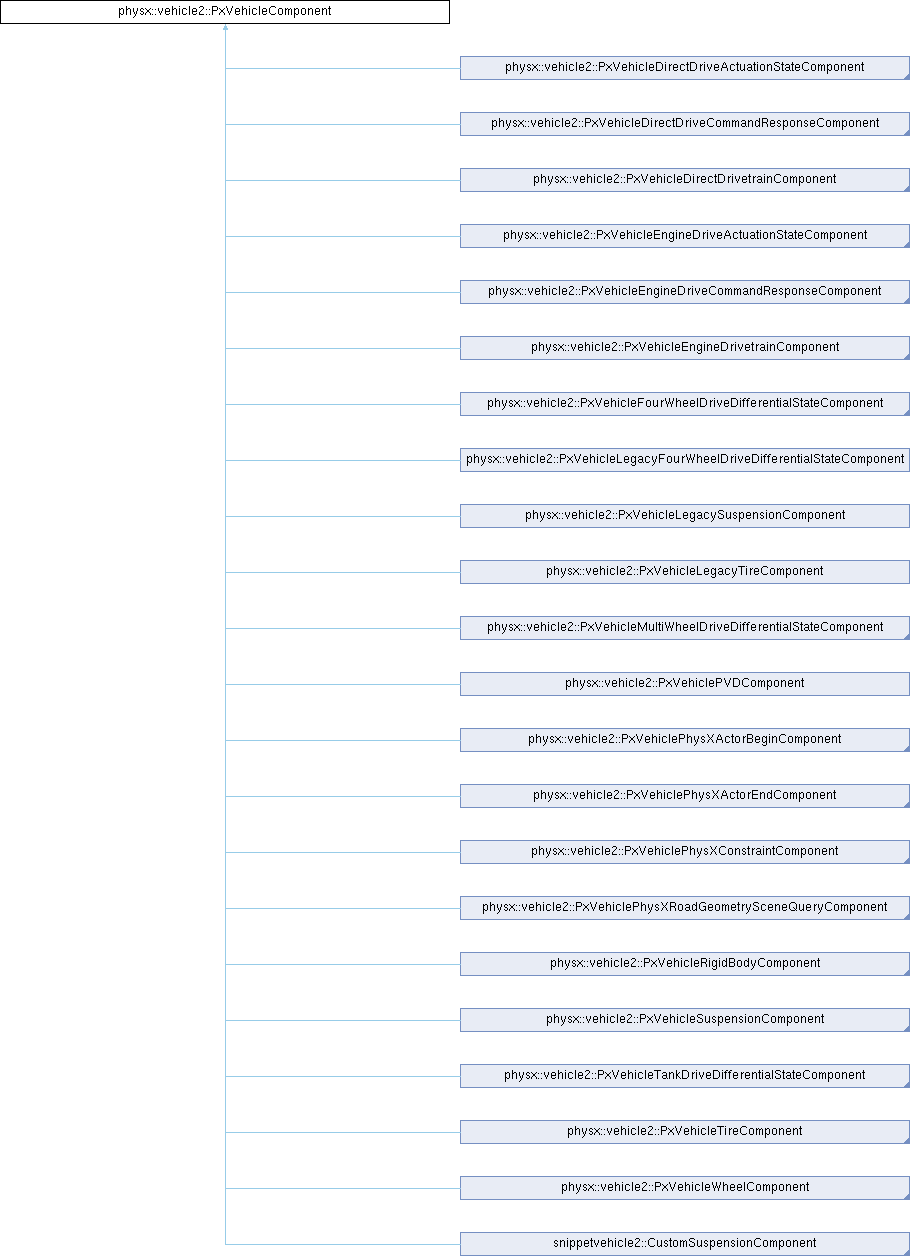 physx::vehicle2::PxVehicleComponent
physx::vehicle2::PxVehicleDirectDriveActuationStateComponent
physx::vehicle2::PxVehicleDirectDriveCommandResponseComponent
physx::vehicle2::PxVehicleDirectDrivetrainComponent
physx::vehicle2::PxVehicleEngineDriveActuationStateComponent
physx::vehicle2::PxVehicleEngineDriveCommandResponseComponent
physx::vehicle2::PxVehicleEngineDrivetrainComponent
physx::vehicle2::PxVehicleFourWheelDriveDifferentialStateComponent
physx::vehicle2::PxVehicleLegacyFourWheelDriveDifferentialStateComponent
physx::vehicle2::PxVehicleLegacySuspensionComponent
physx::vehicle2::PxVehicleLegacyTireComponent
physx::vehicle2::PxVehicleMultiWheelDriveDifferentialStateComponent
physx::vehicle2::PxVehiclePVDComponent
physx::vehicle2::PxVehiclePhysXActorBeginComponent
physx::vehicle2::PxVehiclePhysXActorEndComponent
physx::vehicle2::PxVehiclePhysXConstraintComponent
physx::vehicle2::PxVehiclePhysXRoadGeometrySceneQueryComponent
physx::vehicle2::PxVehicleRigidBodyComponent
physx::vehicle2::PxVehicleSuspensionComponent
physx::vehicle2::PxVehicleTankDriveDifferentialStateComponent
physx::vehicle2::PxVehicleTireComponent
physx::vehicle2::PxVehicleWheelComponent
snippetvehicle2::CustomSuspensionComponent